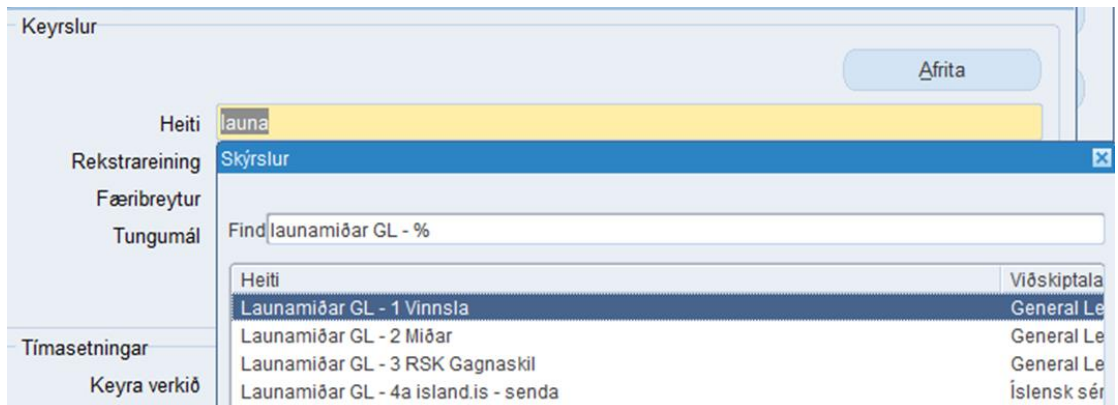 Keyrslur
Afrita
Heiti launa
Rekstrareining
Skýrslur
Færibreytur
Tungumál
Find launamiðar GL - %
Heiti Viðskiptala
Launamiðar GL - 1 Vinnsla General Le
Launamiðar GL - 2 Miðar General Le
Launamiðar GL - 3 RSK Gagnaskil General Le
Launamiðar GL - 4a island.is - senda Íslensk sér
Tímasetningar
Keyra verkið